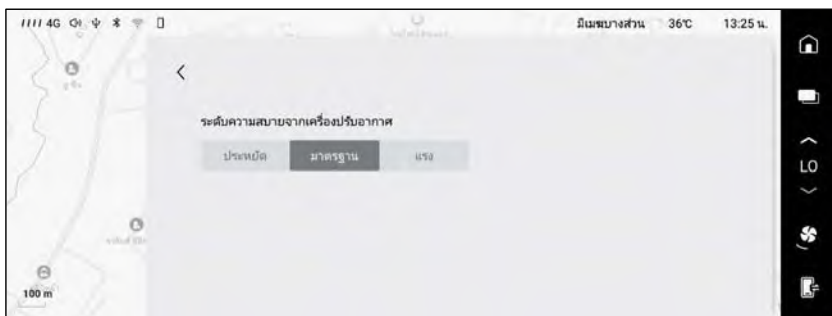 4G
มีเมฆบางส่วน 36°C 13:25 น.
ระดับความสบายจากเครื่องปรับอากาศ
ประหยัด มาตรฐาน แรง
LO
100 m